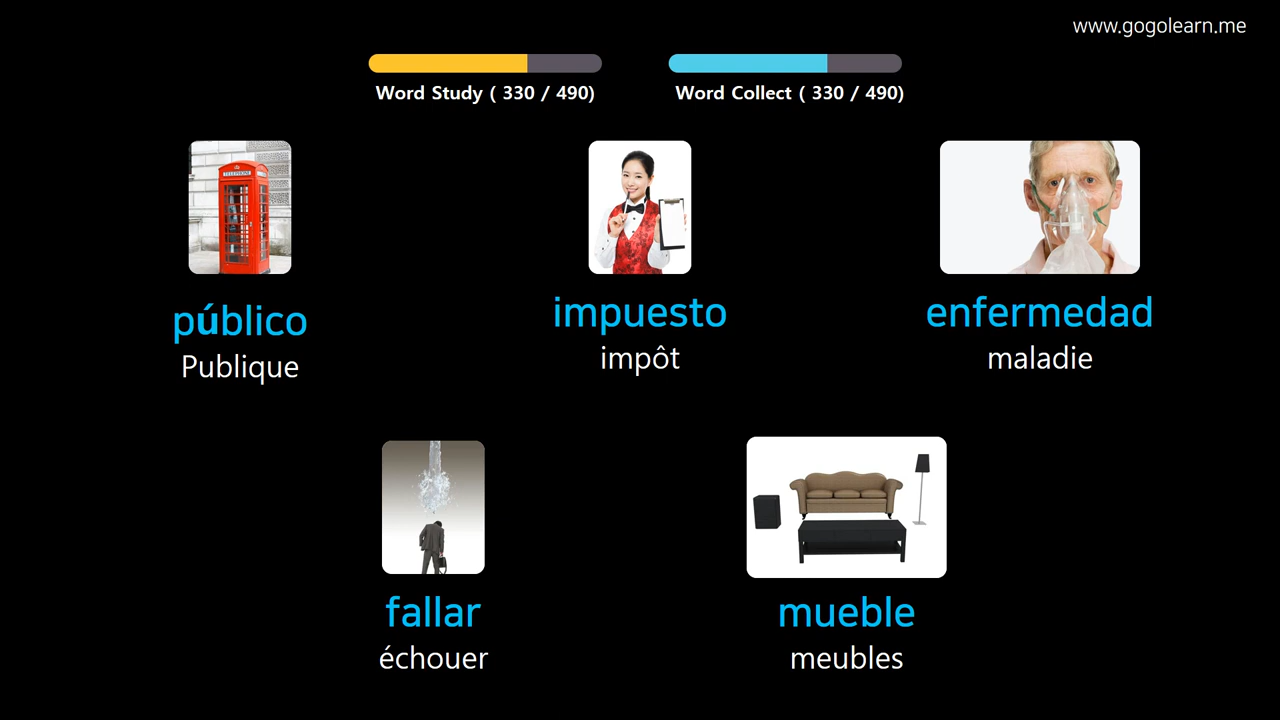 www.gogolearn.me
Word Study ( 330 / 490)
Word Collect ( 330 / 490)
TELEPHONE
público
Publique
impuesto
impôt
enfermedad
maladie
fallar
échouer
mueble
meubles